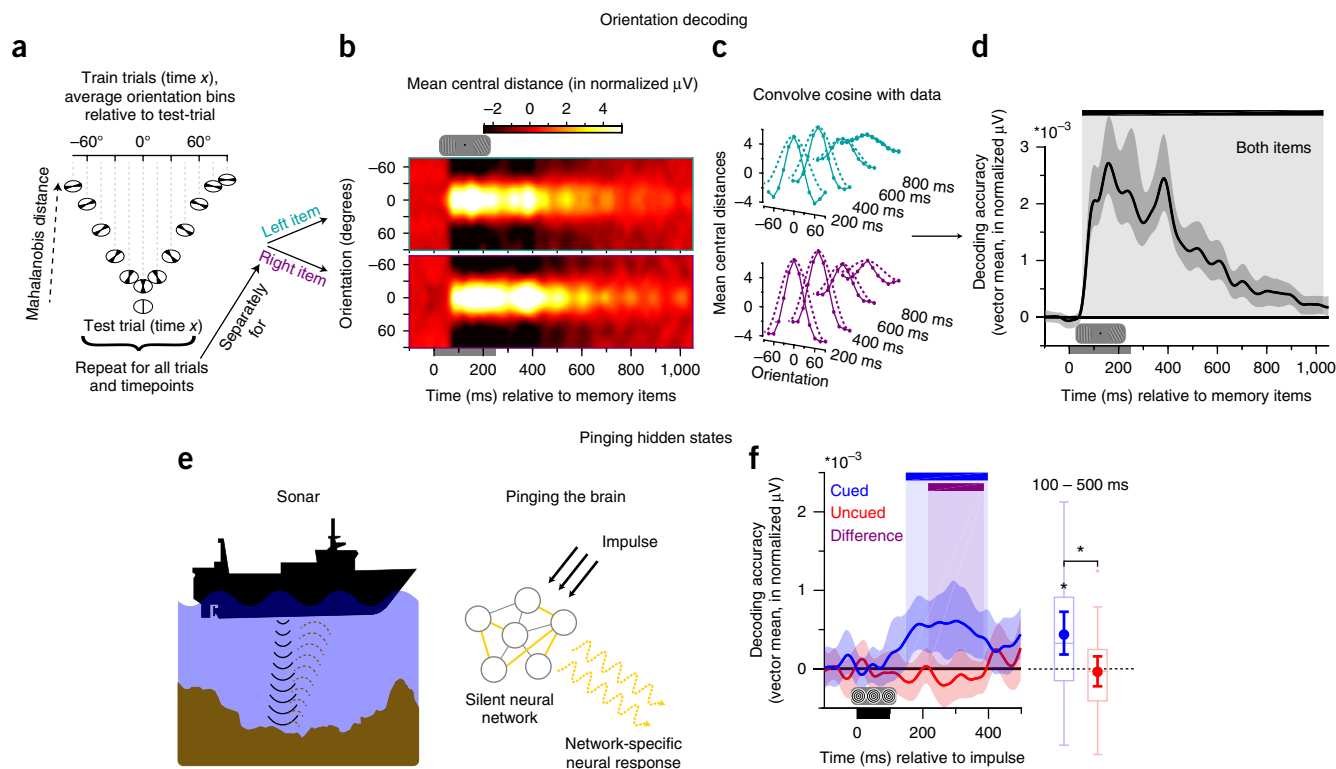 Orientation decoding
a
Train trials (time x),
average orientation bins
relative to test-trial
–60° 0° 60°
Mahalanobis distance
Test trial (time x)
Repeat for all trials
and timepoints
Separately
for
Left item
Right item
b
Mean central distance (in normalized µV)
–2 0 2 4
Orientation (degrees)
–60
0
60
–60
0
60
0 200 400 600 800 1,000
Time (ms) relative to memory items
c
Convolve cosine with data
Mean central distances
4
0
–4
–60 0 60
800 ms
600 ms
400 ms
200 ms
4
0
–4
–60 0 60
800 ms
600 ms
400 ms
200 ms
Orientation
d
*10⁻³
Both items
Decoding accuracy
(vector mean, in normalized µV)
3
2
1
0
0 200 400 600 800 1,000
Time (ms) relative to memory items
Pinging hidden states
e
Sonar
Pinging the brain
Impulse
Silent neural
network
Network-specific
neural response
f
*10⁻³
Cued
Uncued
Difference
Decoding accuracy
(vector mean, in normalized µV)
2
1
0
0 200 400
Time (ms) relative to impulse
100 – 500 ms
*
*